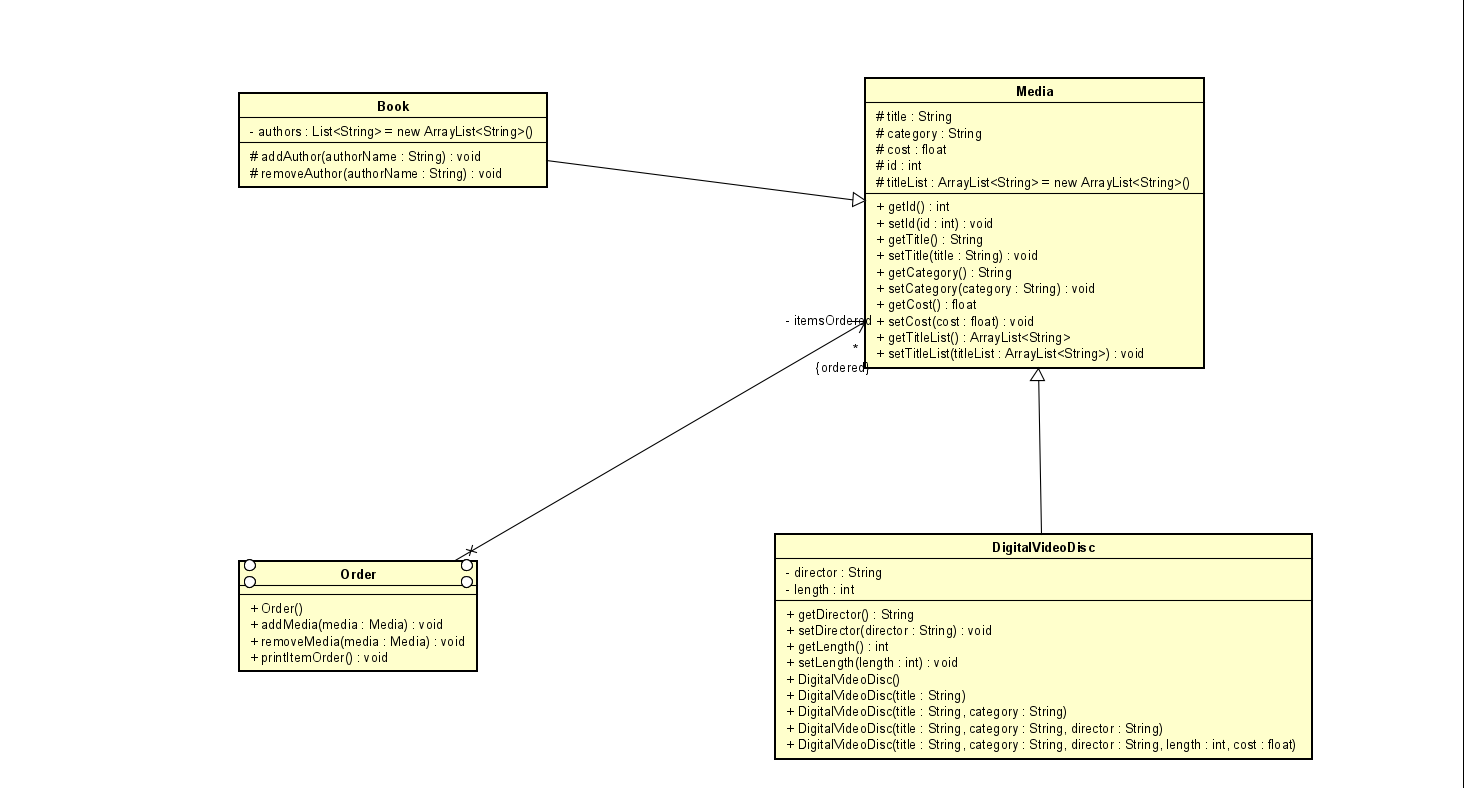 Book
- authors : List<String> = new ArrayList<String>()
# addAuthor(authorName : String) : void
# removeAuthor(authorName : String) : void
Media
# title : String
# category : String
# cost : float
# id : int
# titleList : ArrayList<String> = new ArrayList<String>()
+ getId() : int
+ setId(id : int) : void
+ getTitle() : String
+ setTitle(title : String) : void
+ getCategory() : String
+ setCategory(category : String) : void
+ getCost() : float
+ setCost(cost : float) : void
+ getTitleList() : ArrayList<String>
+ setTitleList(titleList : ArrayList<String>) : void
- itemsOrdered
*
{ordered}
Order
+ Order()
+ addMedia(media : Media) : void
+ removeMedia(media : Media) : void
+ printItemOrder() : void
DigitalVideoDisc
- director : String
- length : int
+ getDirector() : String
+ setDirector(director : String) : void
+ getLength() : int
+ setLength(length : int) : void
+ DigitalVideoDisc()
+ DigitalVideoDisc(title : String)
+ DigitalVideoDisc(title : String, category : String)
+ DigitalVideoDisc(title : String, category : String, director : String)
+ DigitalVideoDisc(title : String, category : String, director : String, length : int, cost : float)